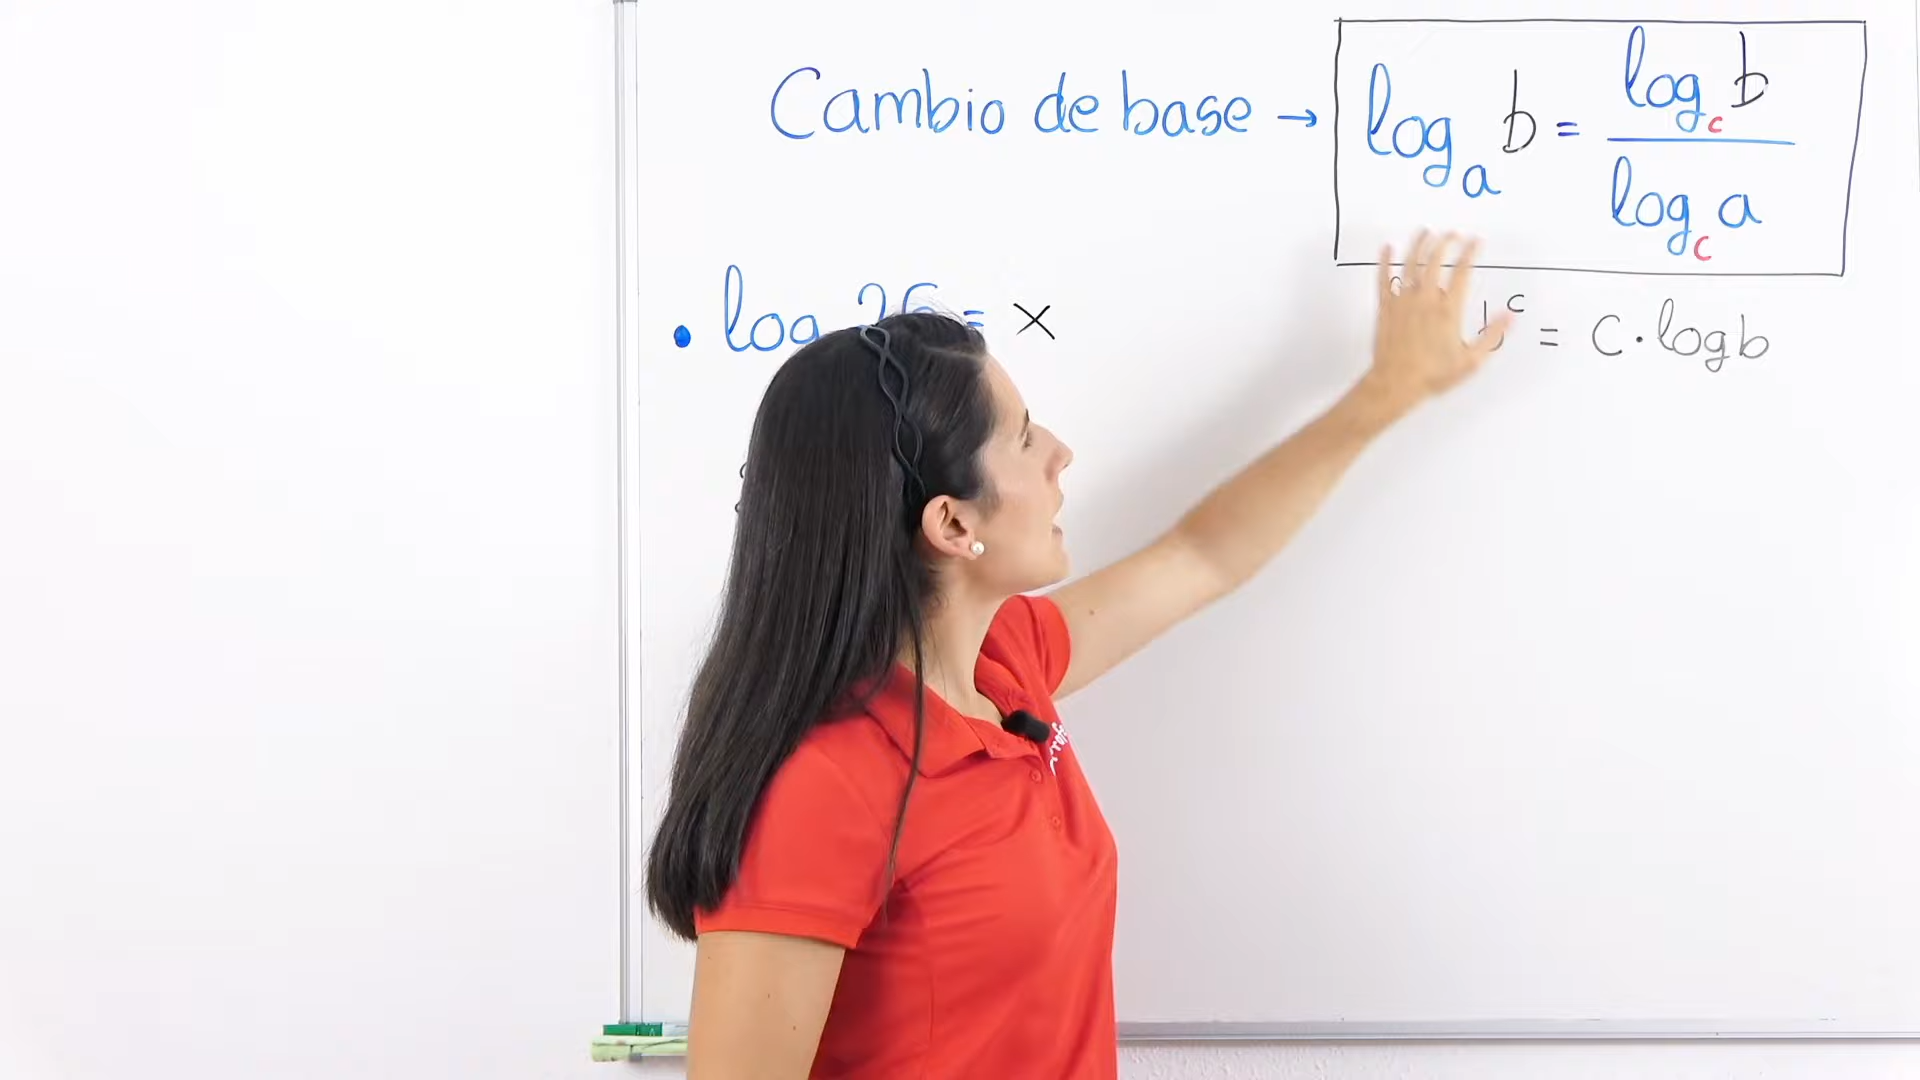 Cambio de base → log_a b = log_c b / log_c a
• log 26 = x
b^c = c · log b